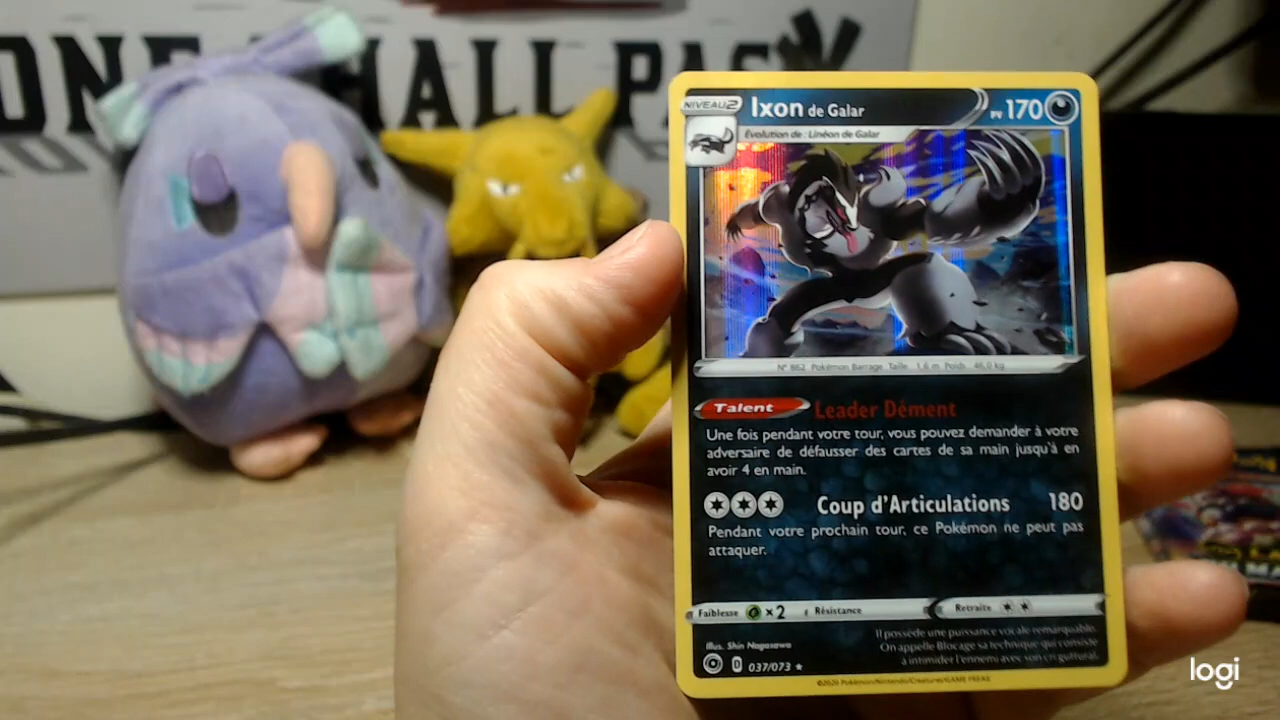 ONE SHALL PASS
NIVEAU 2
Ixon de Galar
PV 170
Évolution de : Linéon de Galar
N° 862 Pokémon Barrage Taille : 1,6 m Poids : 46,0 kg
Talent Leader Dément
Une fois pendant votre tour, vous pouvez demander à votre
adversaire de défausser des cartes de sa main jusqu'à en
avoir 4 en main.
Coup d'Articulations 180
Pendant votre prochain tour, ce Pokémon ne peut pas
attaquer.
Faiblesse ×2 Résistance Retraite
Illus. Shin Nagasawa
D 037/073
Il possède une puissance vocale remarquable.
On appelle Blocage sa technique qui consiste
à intimider l'ennemi avec son cri guttural.
©2020 Pokémon/Nintendo/Creatures/GAME FREAK
logi